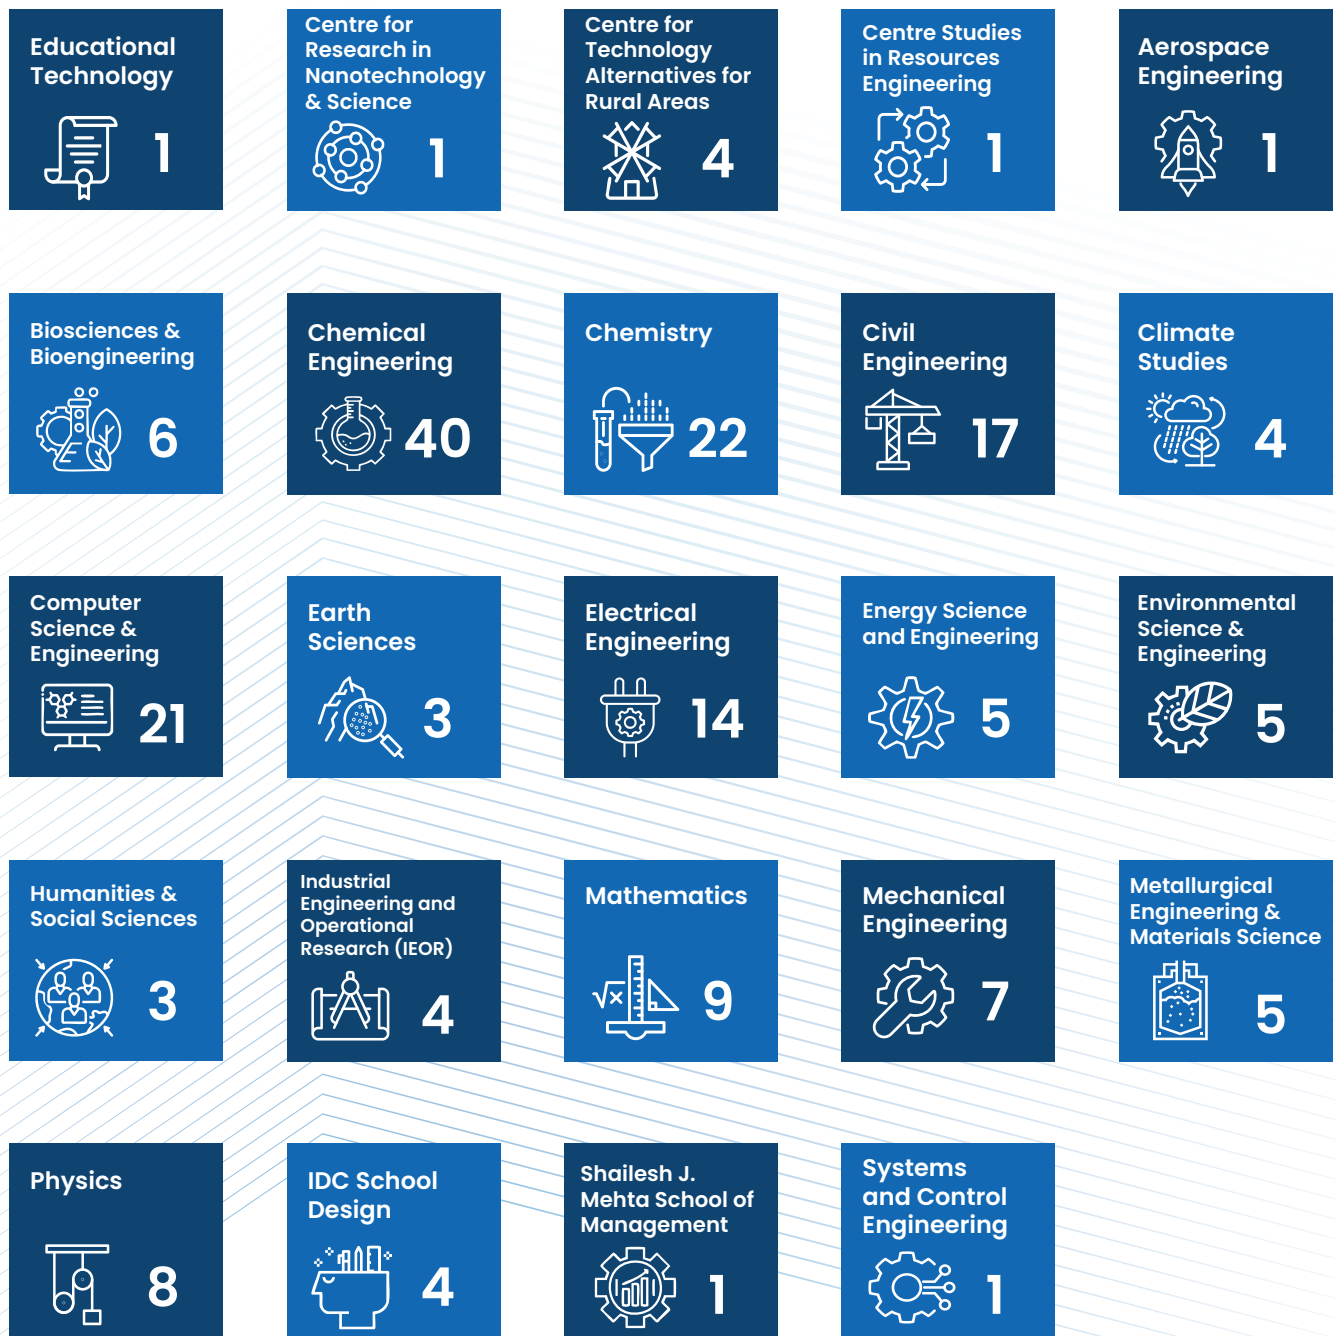 Educational
Technology
1
Centre for
Research in
Nanotechnology
& Science
1
Centre for
Technology
Alternatives for
Rural Areas
4
Centre Studies
in Resources
Engineering
1
Aerospace
Engineering
1
Biosciences &
Bioengineering
6
Chemical
Engineering
40
Chemistry
22
Civil
Engineering
17
Climate
Studies
4
Computer
Science &
Engineering
21
Earth
Sciences
3
Electrical
Engineering
14
Energy Science
and Engineering
5
Environmental
Science &
Engineering
5
Humanities &
Social Sciences
3
Industrial
Engineering and
Operational
Research (IEOR)
4
Mathematics
√x
9
Mechanical
Engineering
7
Metallurgical
Engineering &
Materials Science
5
Physics
8
IDC School
Design
4
Shailesh J.
Mehta School of
Management
1
Systems
and Control
Engineering
1